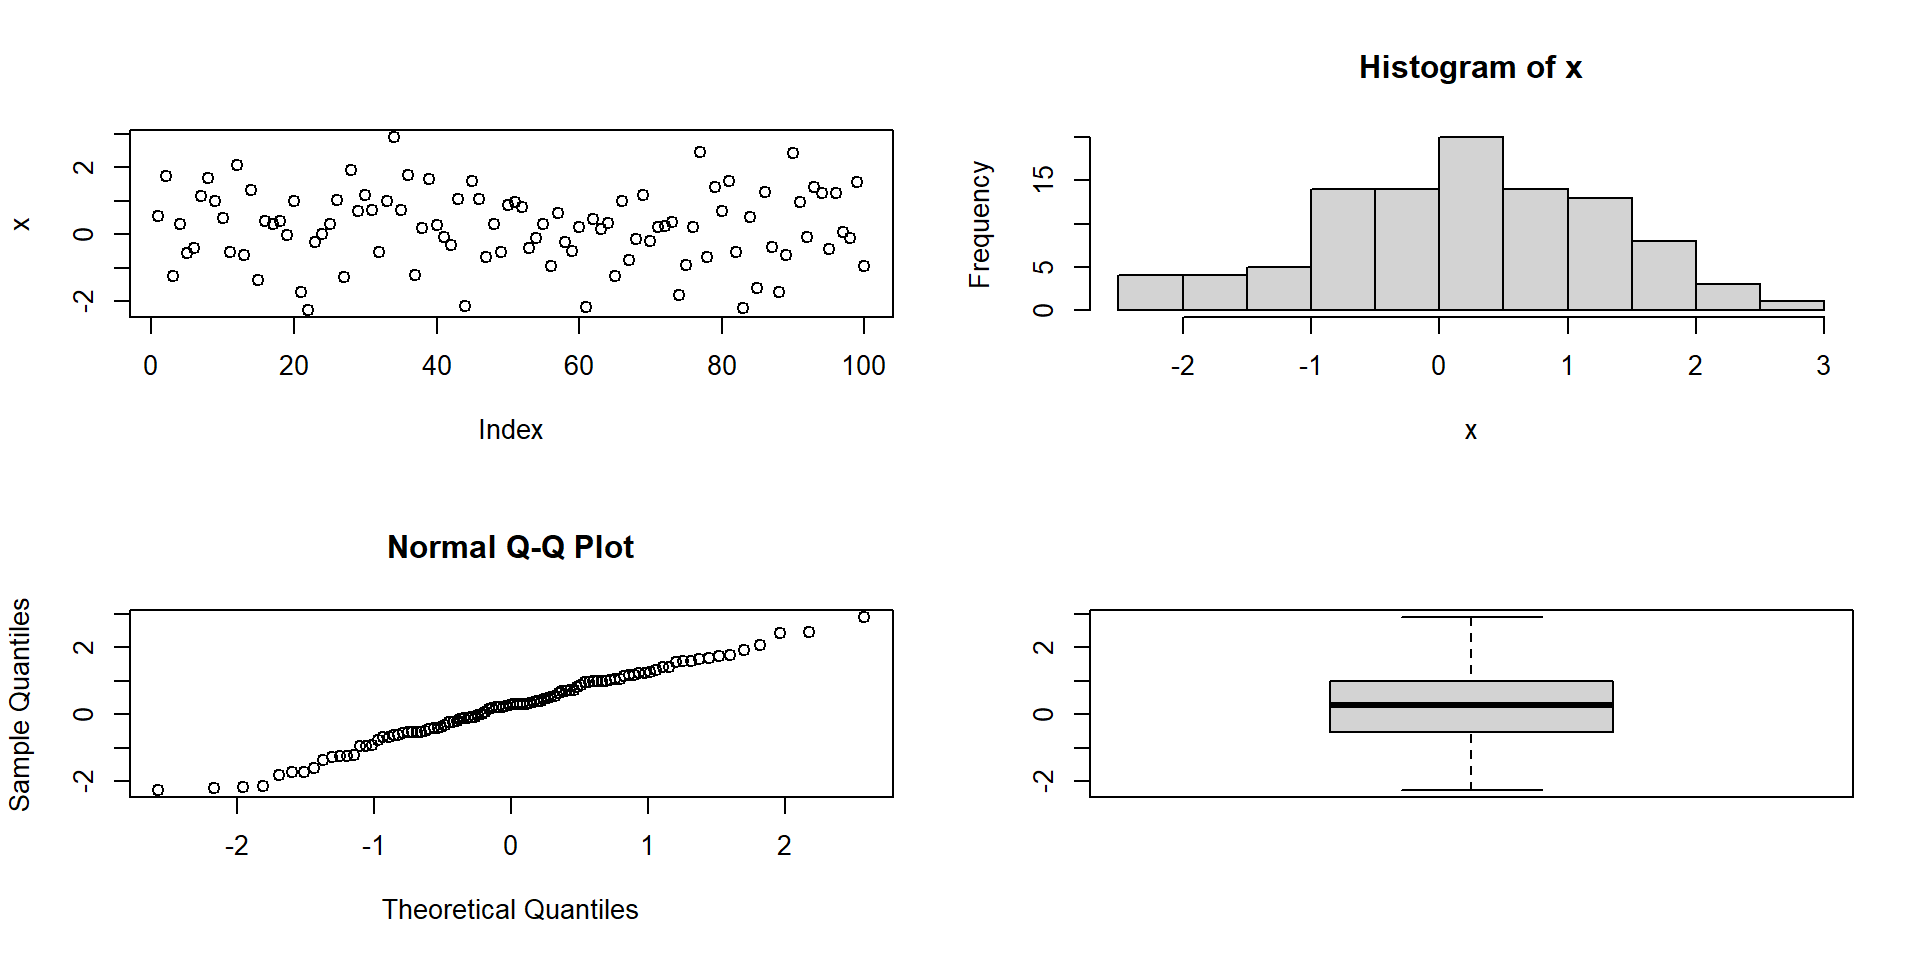 x
2
0
-2
0 20 40 60 80 100
Index
Histogram of x
Frequency
15
5
0
-2 -1 0 1 2 3
x
Normal Q-Q Plot
Sample Quantiles
2
0
-2
-2 -1 0 1 2
Theoretical Quantiles
2
0
-2